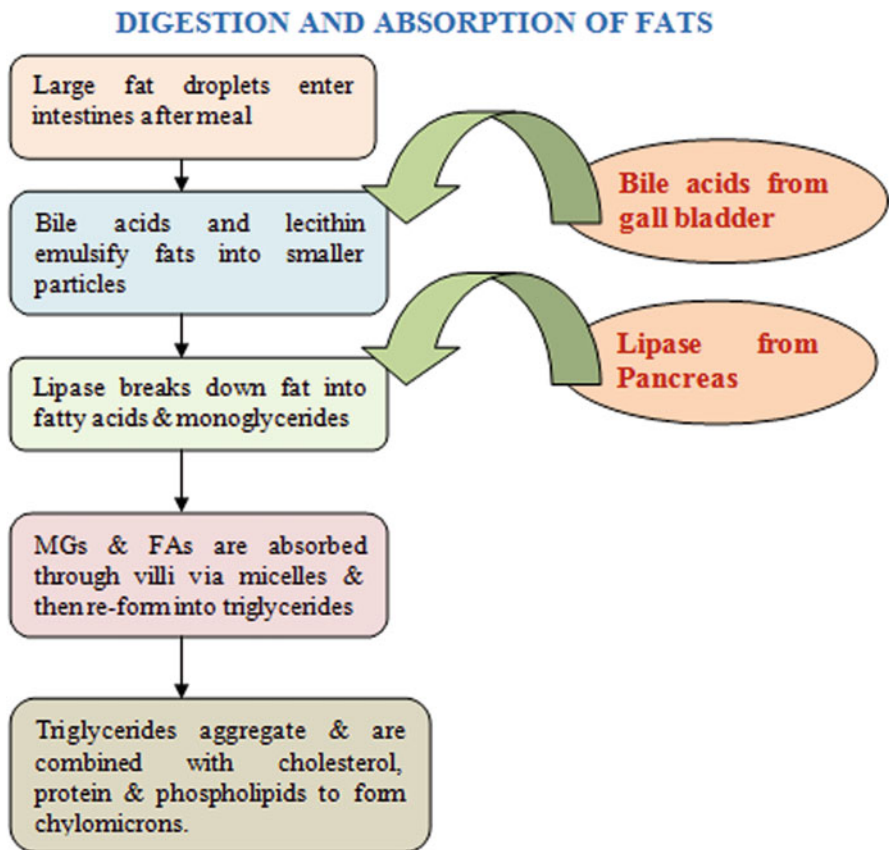 DIGESTION AND ABSORPTION OF FATS
Large fat droplets enter
intestines after meal
Bile acids from
gall bladder
Bile acids and lecithin
emulsify fats into smaller
particles
Lipase from
Pancreas
Lipase breaks down fat into
fatty acids & monoglycerides
MGs & FAs are absorbed
through villi via micelles &
then re-form into triglycerides
Triglycerides aggregate & are
combined with cholesterol,
protein & phospholipids to form
chylomicrons.